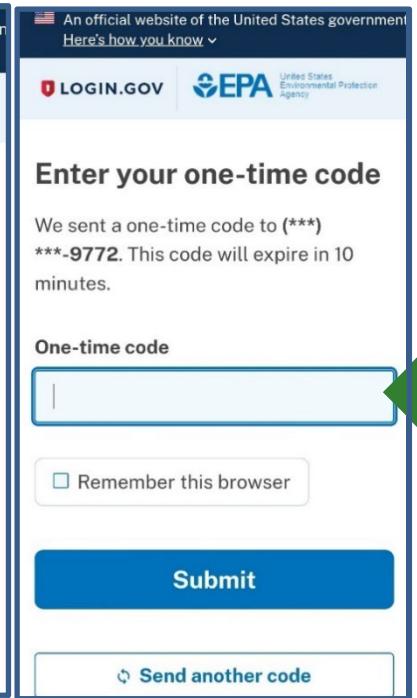 An official website of the United States government
Here's how you know
LOGIN.GOV
EPA United States
Environmental Protection
Agency
Enter your one-time code
We sent a one-time code to (***)
***-9772. This code will expire in 10
minutes.
One-time code
Remember this browser
Submit
Send another code